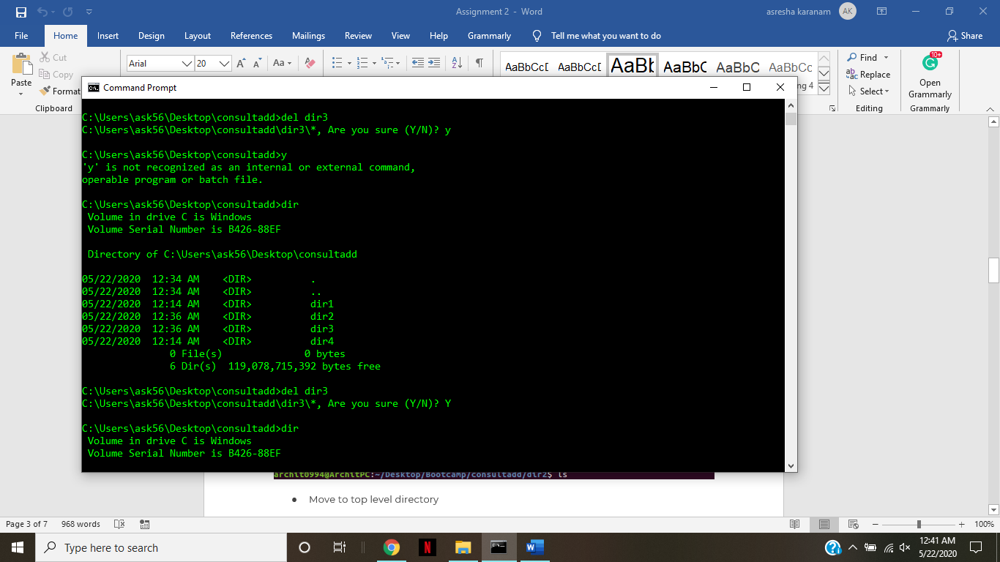 Assignment 2 - Word
asresha karanam
AK
File Home Insert Design Layout References Mailings Review View Help Grammarly Tell me what you want to do Share
Paste
Cut
Copy
Format
Clipboard
Arial
20
Aa
AaBbCcD AaBbCcD AaBb AaBbC AaBbC AaBbCc
ng 4
Find
Replace
Select
Editing
10+
Open
Grammarly
Grammarly
Command Prompt
C:\Users\ask56\Desktop\consultadd>del dir3
C:\Users\ask56\Desktop\consultadd\dir3\*, Are you sure (Y/N)? y
C:\Users\ask56\Desktop\consultadd>y
'y' is not recognized as an internal or external command,
operable program or batch file.
C:\Users\ask56\Desktop\consultadd>dir
Volume in drive C is Windows
Volume Serial Number is B426-88EF
Directory of C:\Users\ask56\Desktop\consultadd
05/22/2020 12:34 AM <DIR> .
05/22/2020 12:34 AM <DIR> ..
05/22/2020 12:14 AM <DIR> dir1
05/22/2020 12:36 AM <DIR> dir2
05/22/2020 12:36 AM <DIR> dir3
05/22/2020 12:14 AM <DIR> dir4
0 File(s) 0 bytes
6 Dir(s) 119,078,715,392 bytes free
C:\Users\ask56\Desktop\consultadd>del dir3
C:\Users\ask56\Desktop\consultadd\dir3\*, Are you sure (Y/N)? Y
C:\Users\ask56\Desktop\consultadd>dir
Volume in drive C is Windows
Volume Serial Number is B426-88EF
archit0994@ArchitPC:~/Desktop/Bootcamp/consultadd/dir2$ ls
● Move to top level directory
Page 3 of 7 968 words
100%
Type here to search
12:41 AM
5/22/2020